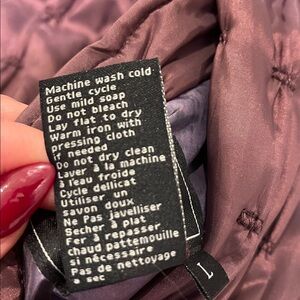 Machine wash cold
Gentle cycle
Use mild soap
Do not bleach
Lay flat to dry
Warm iron with
pressing cloth
if needed
Do not dry clean
Laver à la machine
à l'eau froide
Cycle dellicat
Utiliser un
savon doux
Ne Pas javelliser
Secher à plat
Fer à repasser
chaud pattemouille
si nécessaire
Pas de nettoyage
a sec
L